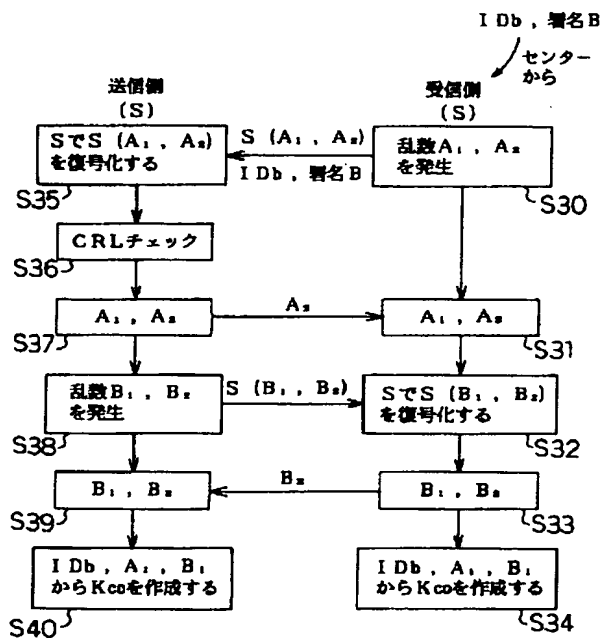 IDb，署名B
センターから
送信側
(S)
受信側
(S)
SでS(A₁，A₂)
を復号化する
S35
S(A₁，A₂)
IDb，署名B
乱数A₁，A₂
を発生
S30
CRLチェック
S36
A₁，A₂
S37
A₂
A₁，A₂
S31
乱数B₁，B₂
を発生
S38
S(B₁，B₂)
SでS(B₁，B₂)
を復号化する
S32
B₁，B₂
S39
B₂
B₁，B₂
S33
IDb，A₁，B₁
からKcoを作成する
S40
IDb，A₁，B₁
からKcoを作成する
S34